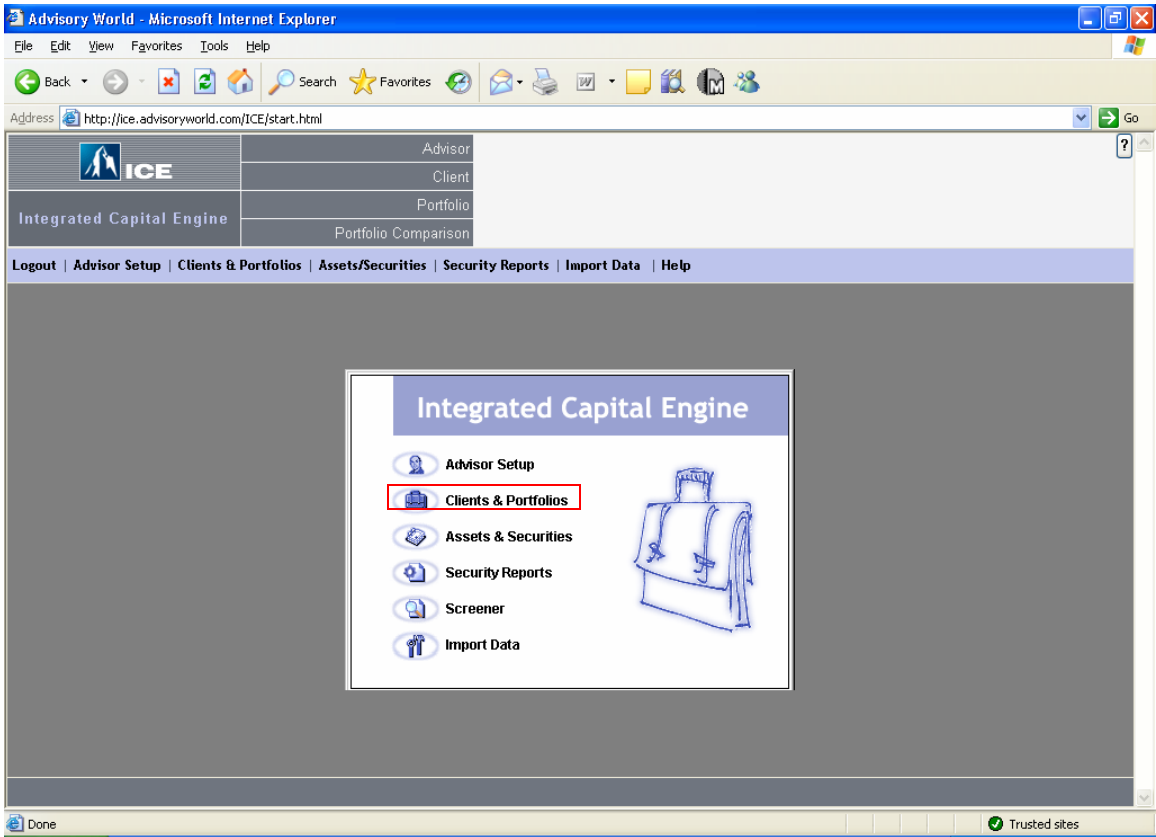 Advisory World - Microsoft Internet Explorer
File Edit View Favorites Tools Help
Back Search Favorites
Address http://ice.advisoryworld.com/ICE/start.html Go
ICE
Integrated Capital Engine
Advisor
Client
Portfolio
Portfolio Comparison
?
Logout | Advisor Setup | Clients & Portfolios | Assets/Securities | Security Reports | Import Data | Help
Integrated Capital Engine
Advisor Setup
Clients & Portfolios
Assets & Securities
Security Reports
Screener
Import Data
Done Trusted sites